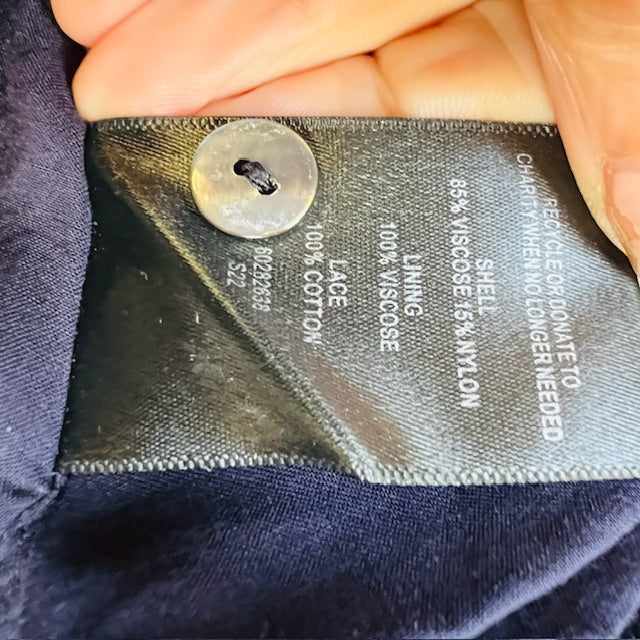 RECYCLE OR DONATE TO
CHARITY WHEN NO LONGER NEEDED
SHELL
85% VISCOSE 15% NYLON
LINING
100% VISCOSE
LACE
100% COTTON
S22